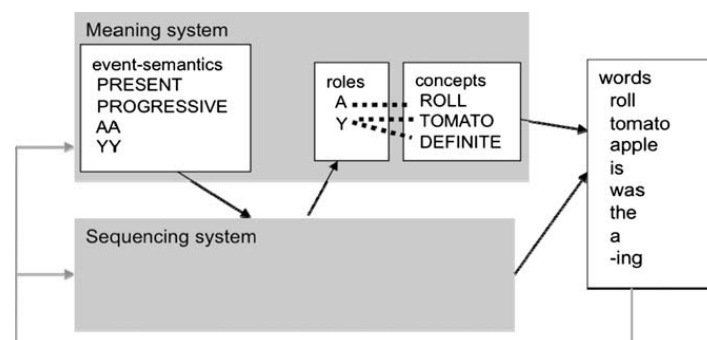 Meaning system
event-semantics
PRESENT
PROGRESSIVE
AA
YY
roles
A
Y
concepts
ROLL
TOMATO
DEFINITE
words
roll
tomato
apple
is
was
the
a
-ing
Sequencing system